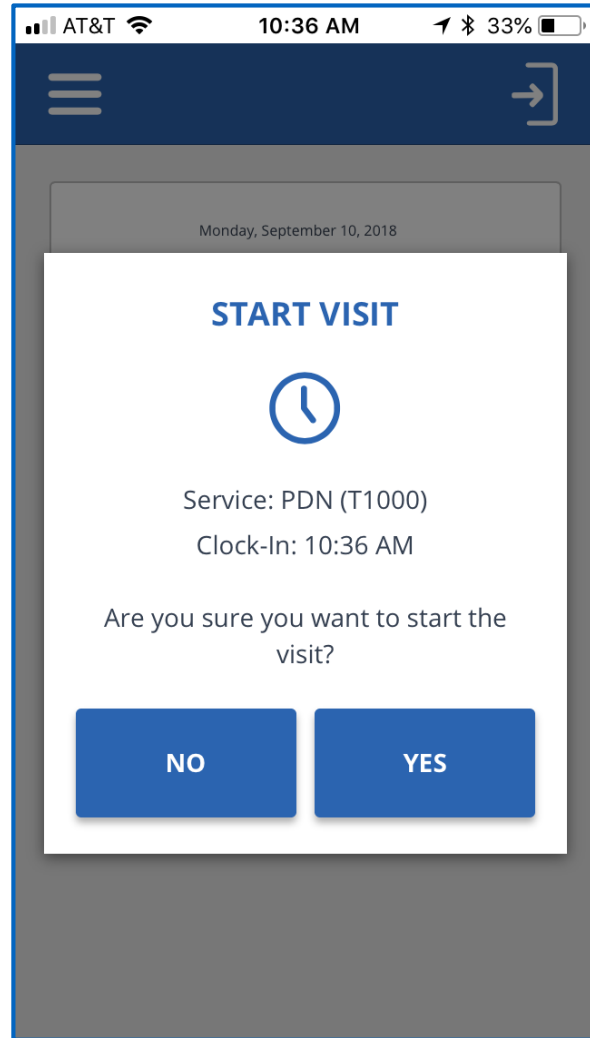 AT&T 10:36 AM 33%
Monday, September 10, 2018
START VISIT
Service: PDN (T1000)
Clock-In: 10:36 AM
Are you sure you want to start the
visit?
NO YES